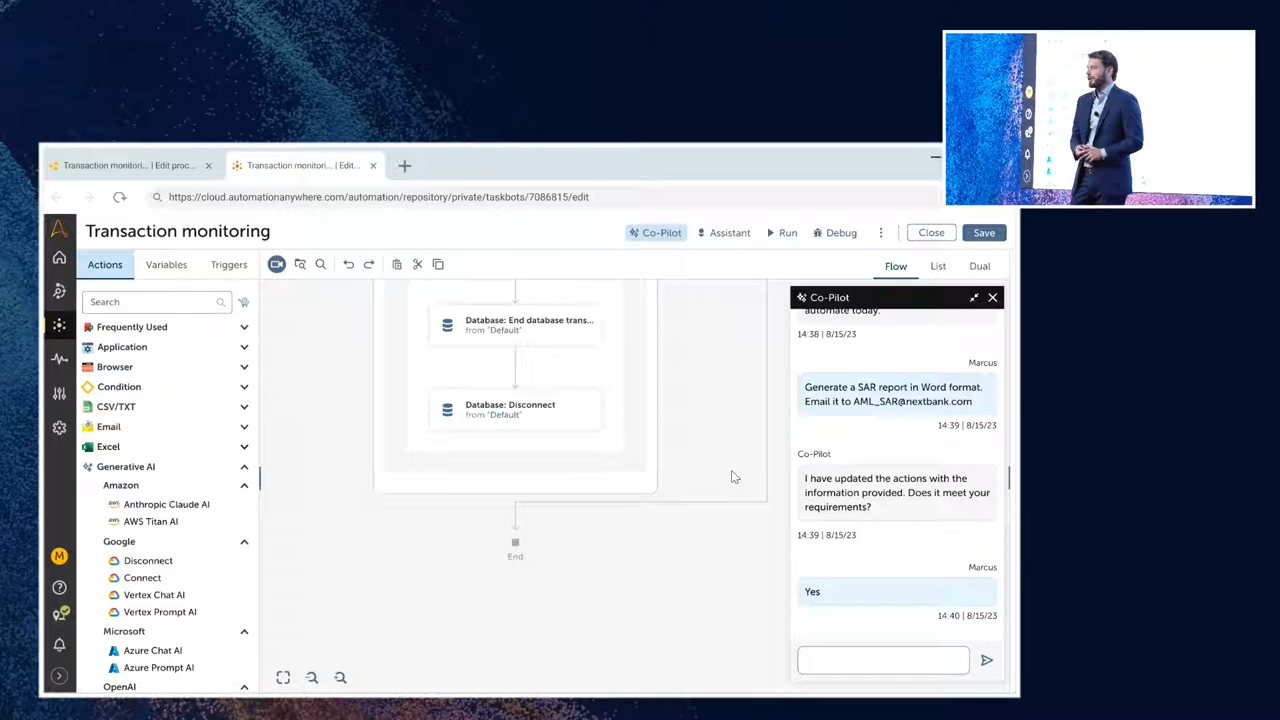 Transaction monitori... | Edit proc...
Transaction monitori... | Edit...
https://cloud.automationanywhere.com/automation/repository/private/taskbots/7086815/edit
Transaction monitoring
Co-Pilot
Assistant
Run
Debug
Close
Save
Actions
Variables
Triggers
Flow
List
Dual
Search
Frequently Used
Application
Browser
Condition
CSV/TXT
Email
Excel
Generative AI
Amazon
aws Anthropic Claude AI
aws AWS Titan AI
Google
Disconnect
Connect
Vertex Chat AI
Vertex Prompt AI
Microsoft
Azure Chat AI
Azure Prompt AI
OpenAI
M
Database: End database trans...
from "Default"
Database: Disconnect
from "Default"
End
Co-Pilot
automate today.
14:38 | 8/15/23
Marcus
Generate a SAR report in Word format.
Email it to AML_SAR@nextbank.com
14:39 | 8/15/23
Co-Pilot
I have updated the actions with the
information provided. Does it meet your
requirements?
14:39 | 8/15/23
Marcus
Yes
14:40 | 8/15/23